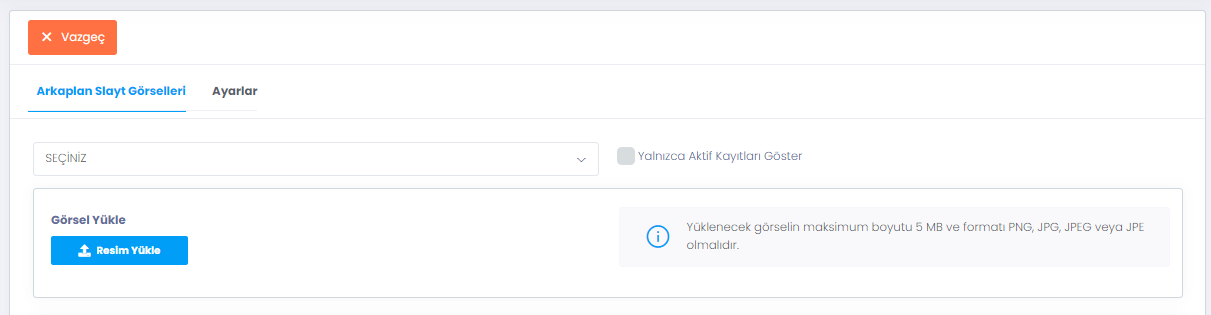 Vazgeç
Arkaplan Slayt Görselleri
Ayarlar
SEÇİNİZ
Yalnızca Aktif Kayıtları Göster
Görsel Yükle
Resim Yükle
Yüklenecek görselin maksimum boyutu 5 MB ve formatı PNG, JPG, JPEG veya JPE
olmalıdır.